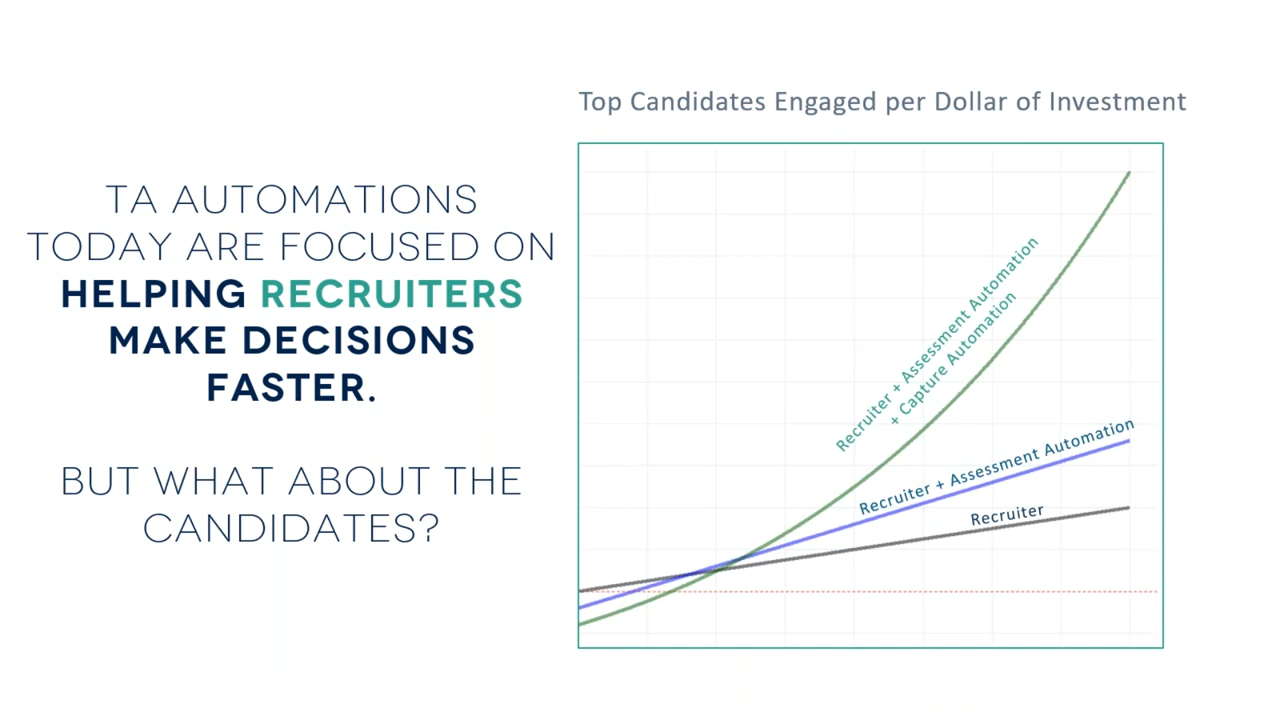 TA AUTOMATIONS
TODAY ARE FOCUSED ON
HELPING RECRUITERS
MAKE DECISIONS
FASTER.
BUT WHAT ABOUT THE
CANDIDATES?
Top Candidates Engaged per Dollar of Investment
Recruiter + Assessment Automation
+ Capture Automation
Recruiter + Assessment Automation
Recruiter